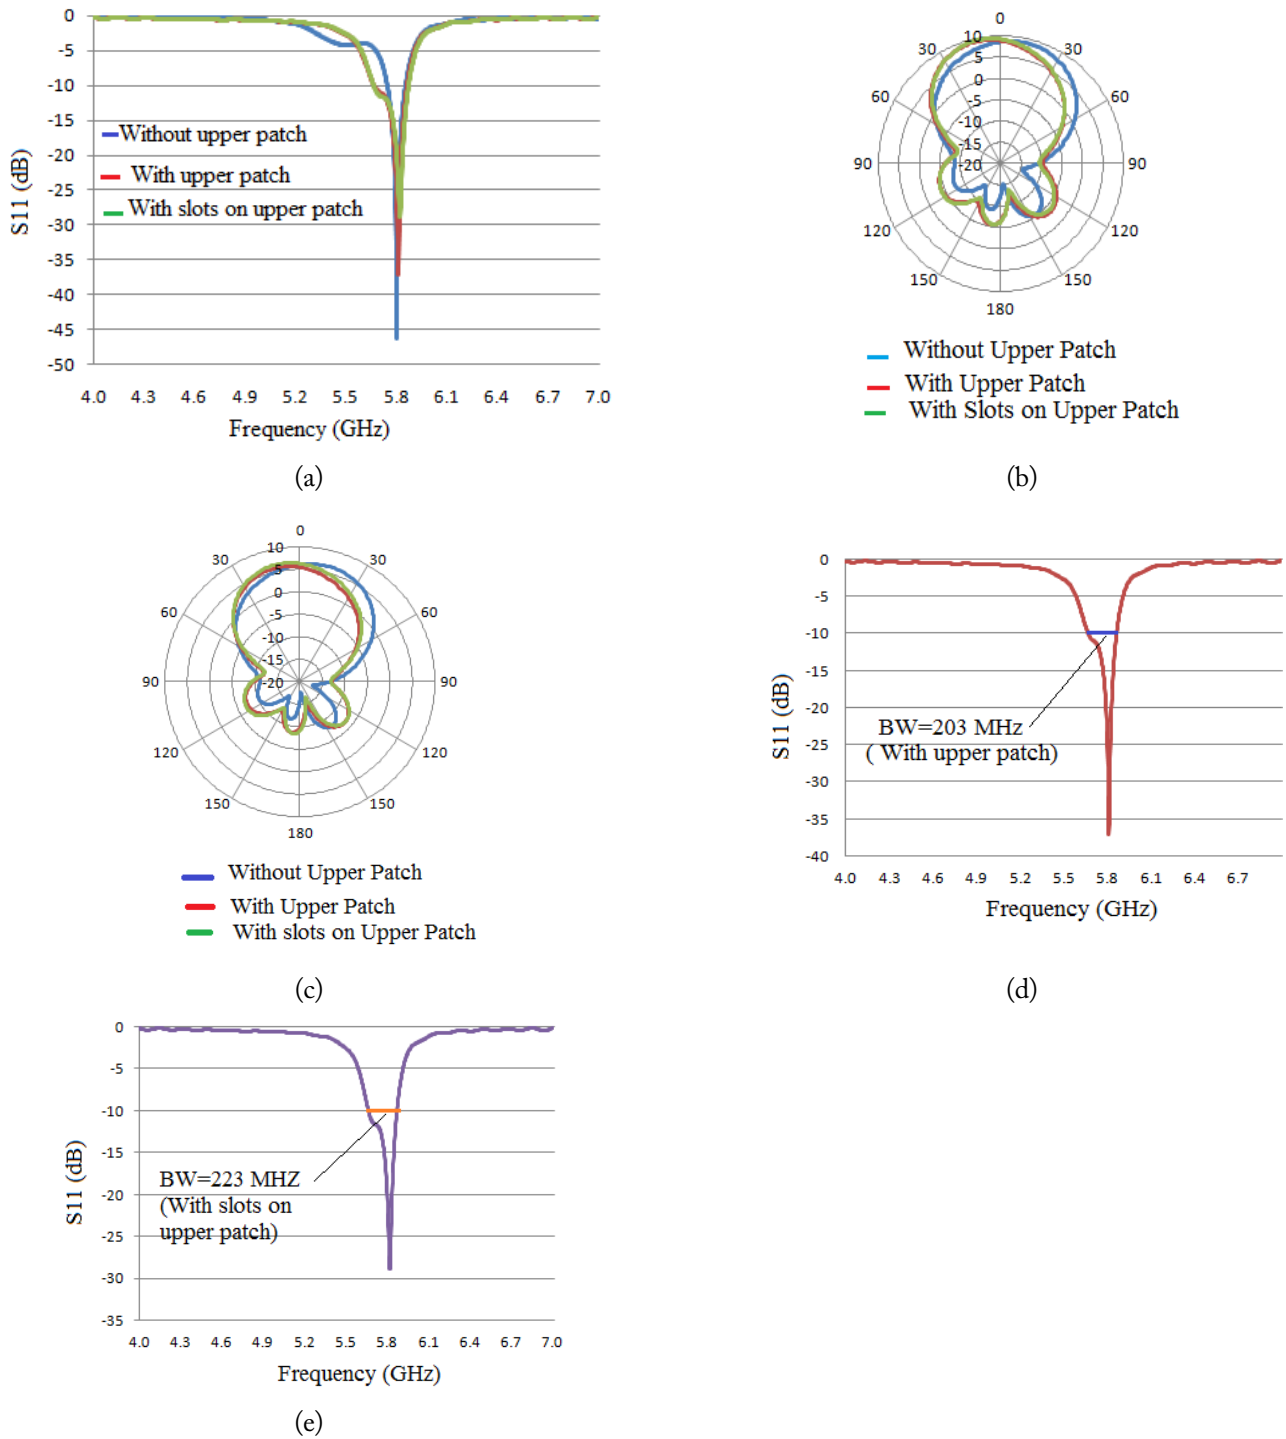 0
-5
-10
-15
-20
-25
-30
-35
-40
-45
-50
S11 (dB)
Without upper patch
With upper patch
With slots on upper patch
4.0 4.3 4.6 4.9 5.2 5.5 5.8 6.1 6.4 6.7 7.0
Frequency (GHz)
(a)
0
30 30
60 60
90 90
120 120
150 150
180
10
5
0
-5
-10
-15
-20
Without Upper Patch
With Upper Patch
With Slots on Upper Patch
(b)
0
30 30
60 60
90 90
120 120
150 150
180
10
5
0
-5
-10
-15
-20
Without Upper Patch
With Upper Patch
With slots on Upper Patch
(c)
0
-5
-10
-15
-20
-25
-30
-35
-40
S11 (dB)
BW=203 MHz
( With upper patch)
4.0 4.3 4.6 4.9 5.2 5.5 5.8 6.1 6.4 6.7
Frequency (GHz)
(d)
0
-5
-10
-15
-20
-25
-30
-35
S11 (dB)
BW=223 MHZ
(With slots on
upper patch)
4.0 4.3 4.6 4.9 5.2 5.5 5.8 6.1 6.4 6.7 7.0
Frequency (GHz)
(e)